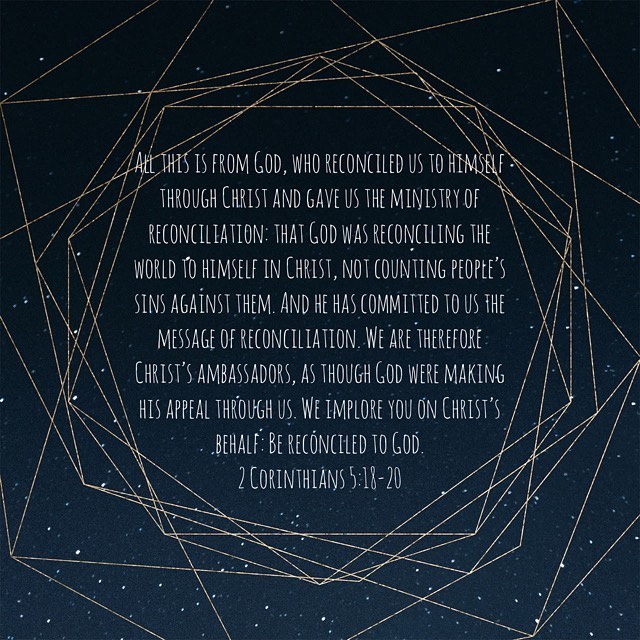 All this is from God, who reconciled us to himself
through Christ and gave us the ministry of
reconciliation: that God was reconciling the
world to himself in Christ, not counting people’s
sins against them. And he has committed to us the
message of reconciliation. We are therefore
Christ’s ambassadors, as though God were making
his appeal through us. We implore you on Christ’s
behalf: Be reconciled to God.
2 Corinthians 5:18-20